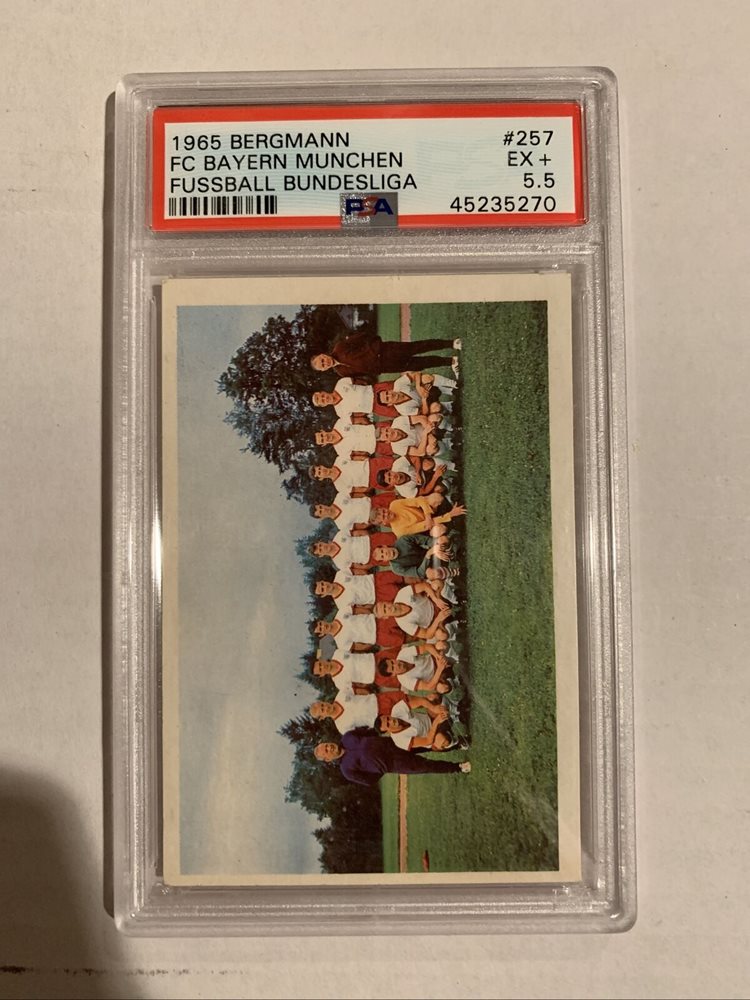 1965 BERGMANN #257
FC BAYERN MUNCHEN EX +
FUSSBALL BUNDESLIGA 5.5
PSA 45235270